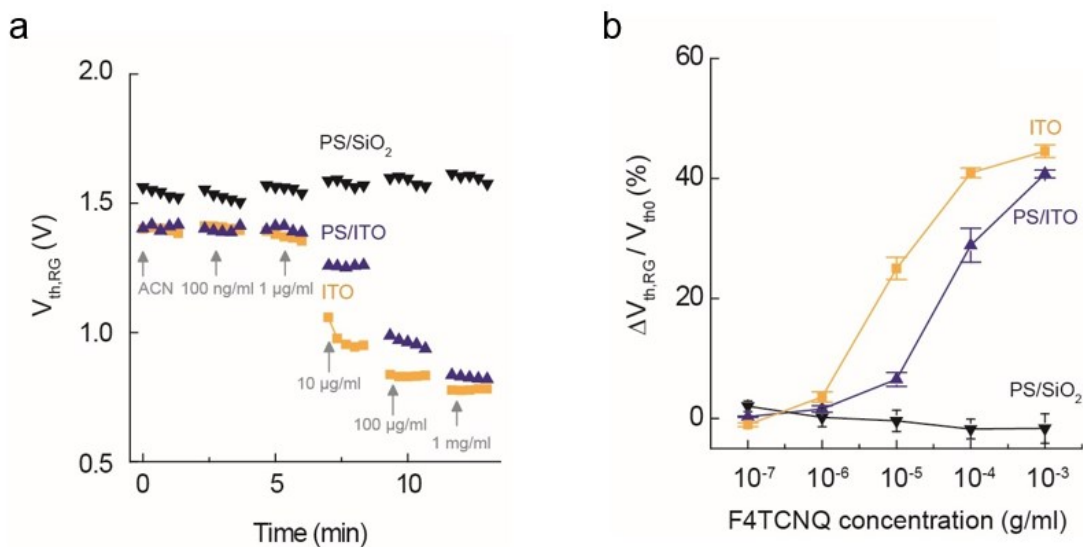 a
2.0
1.5
1.0
0.5
V_th,RG (V)
PS/SiO₂
PS/ITO
ITO
ACN
100 ng/ml
1 µg/ml
10 µg/ml
100 µg/ml
1 mg/ml
0
5
10
Time (min)
b
60
40
20
0
ΔV_th,RG / V_th0 (%)
ITO
PS/ITO
PS/SiO₂
10⁻⁷
10⁻⁶
10⁻⁵
10⁻⁴
10⁻³
F4TCNQ concentration (g/ml)